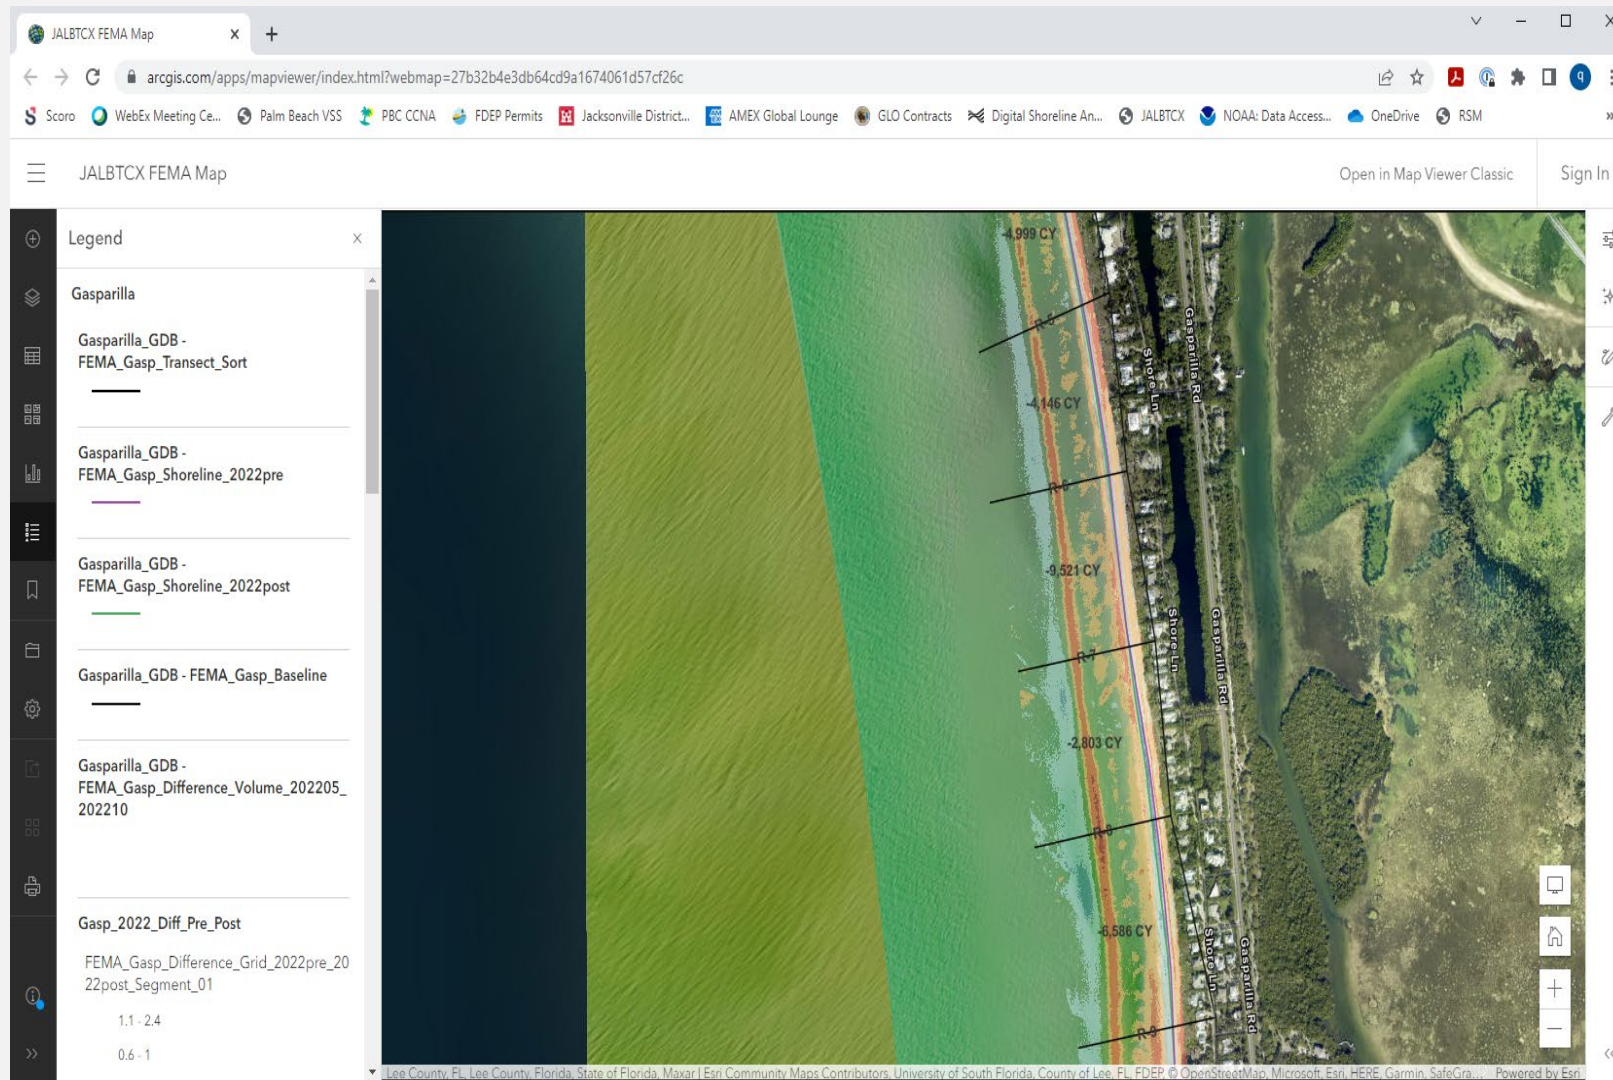 JALBTCX FEMA Map
arcgis.com/apps/mapviewer/index.html?webmap=27b32b4e3db64cd9a1674061d57cf26c
q
Scoro WebEx Meeting Ce... Palm Beach VSS PBC CCNA FDEP Permits Jacksonville District... AMEX Global Lounge GLO Contracts Digital Shoreline An... JALBTCX NOAA: Data Access... OneDrive RSM
JALBTCX FEMA Map
Open in Map Viewer Classic
Sign In
Legend
Gasparilla
Gasparilla_GDB -
FEMA_Gasp_Transect_Sort
Gasparilla_GDB -
FEMA_Gasp_Shoreline_2022pre
Gasparilla_GDB -
FEMA_Gasp_Shoreline_2022post
Gasparilla_GDB - FEMA_Gasp_Baseline
Gasparilla_GDB -
FEMA_Gasp_Difference_Volume_202205_
202210
Gasp_2022_Diff_Pre_Post
FEMA_Gasp_Difference_Grid_2022pre_20
22post_Segment_01
1.1 - 2.4
0.6 - 1
-4,999 CY
R-5
-4,146 CY
R-6
-9,521 CY
R-7
-2,803 CY
R-8
-6,586 CY
R-9
Shore Ln
Gasparilla Rd
Shore Ln
Gasparilla Rd
Shore Ln
Gasparilla Rd
Lee County, FL, Lee County, Florida, State of Florida, Maxar | Esri Community Maps Contributors, University of South Florida, County of Lee, FL, FDEP, © OpenStreetMap, Microsoft, Esri, HERE, Garmin, SafeGra... Powered by Esri